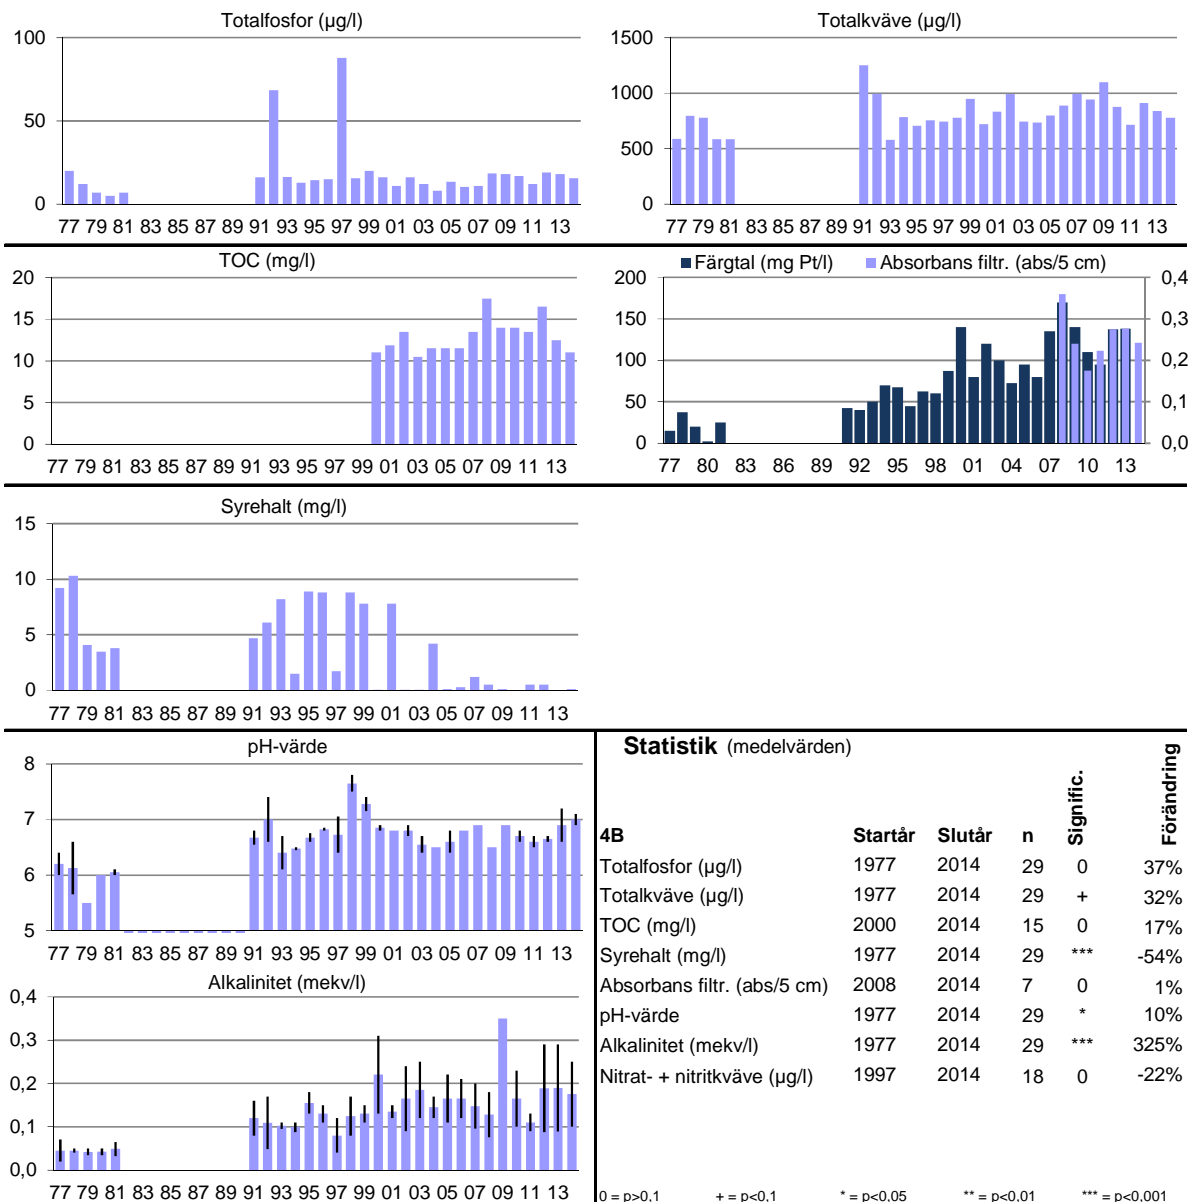 Totalfosfor (µg/l)
100
50
0
77 79 81 83 85 87 89 91 93 95 97 99 01 03 05 07 09 11 13
Totalkväve (µg/l)
1500
1000
500
0
77 79 81 83 85 87 89 91 93 95 97 99 01 03 05 07 09 11 13
TOC (mg/l)
20
15
10
5
0
77 79 81 83 85 87 89 91 93 95 97 99 01 03 05 07 09 11 13
Färgtal (mg Pt/l) Absorbans filtr. (abs/5 cm)
200 0,4
150 0,3
100 0,2
50 0,1
0 0,0
77 80 83 86 89 92 95 98 01 04 07 10 13
Syrehalt (mg/l)
15
10
5
0
77 79 81 83 85 87 89 91 93 95 97 99 01 03 05 07 09 11 13
pH-värde
8
7
6
5
77 79 81 83 85 87 89 91 93 95 97 99 01 03 05 07 09 11 13
Alkalinitet (mekv/l)
0,4
0,3
0,2
0,1
0,0
77 79 81 83 85 87 89 91 93 95 97 99 01 03 05 07 09 11 13
Statistik (medelvärden)
4B Startår Slutår n Signific. Förändring
Totalfosfor (µg/l) 1977 2014 29 0 37%
Totalkväve (µg/l) 1977 2014 29 + 32%
TOC (mg/l) 2000 2014 15 0 17%
Syrehalt (mg/l) 1977 2014 29 *** -54%
Absorbans filtr. (abs/5 cm) 2008 2014 7 0 1%
pH-värde 1977 2014 29 * 10%
Alkalinitet (mekv/l) 1977 2014 29 *** 325%
Nitrat- + nitritkväve (µg/l) 1997 2014 18 0 -22%
0 = p>0,1 + = p<0,1 * = p<0,05 ** = p<0,01 *** = p<0,001